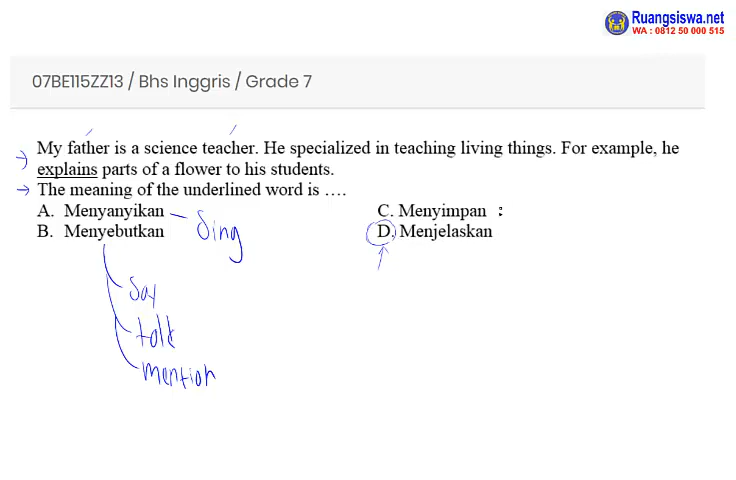 Ruangsiswa.net
WA : 0812 50 000 515
07BE115ZZ13 / Bhs Inggris / Grade 7
My father is a science teacher. He specialized in teaching living things. For example, he
explains parts of a flower to his students.
The meaning of the underlined word is ….
A. Menyanyikan
Sing
C. Menyimpan :
B. Menyebutkan
D. Menjelaskan
Say
mention